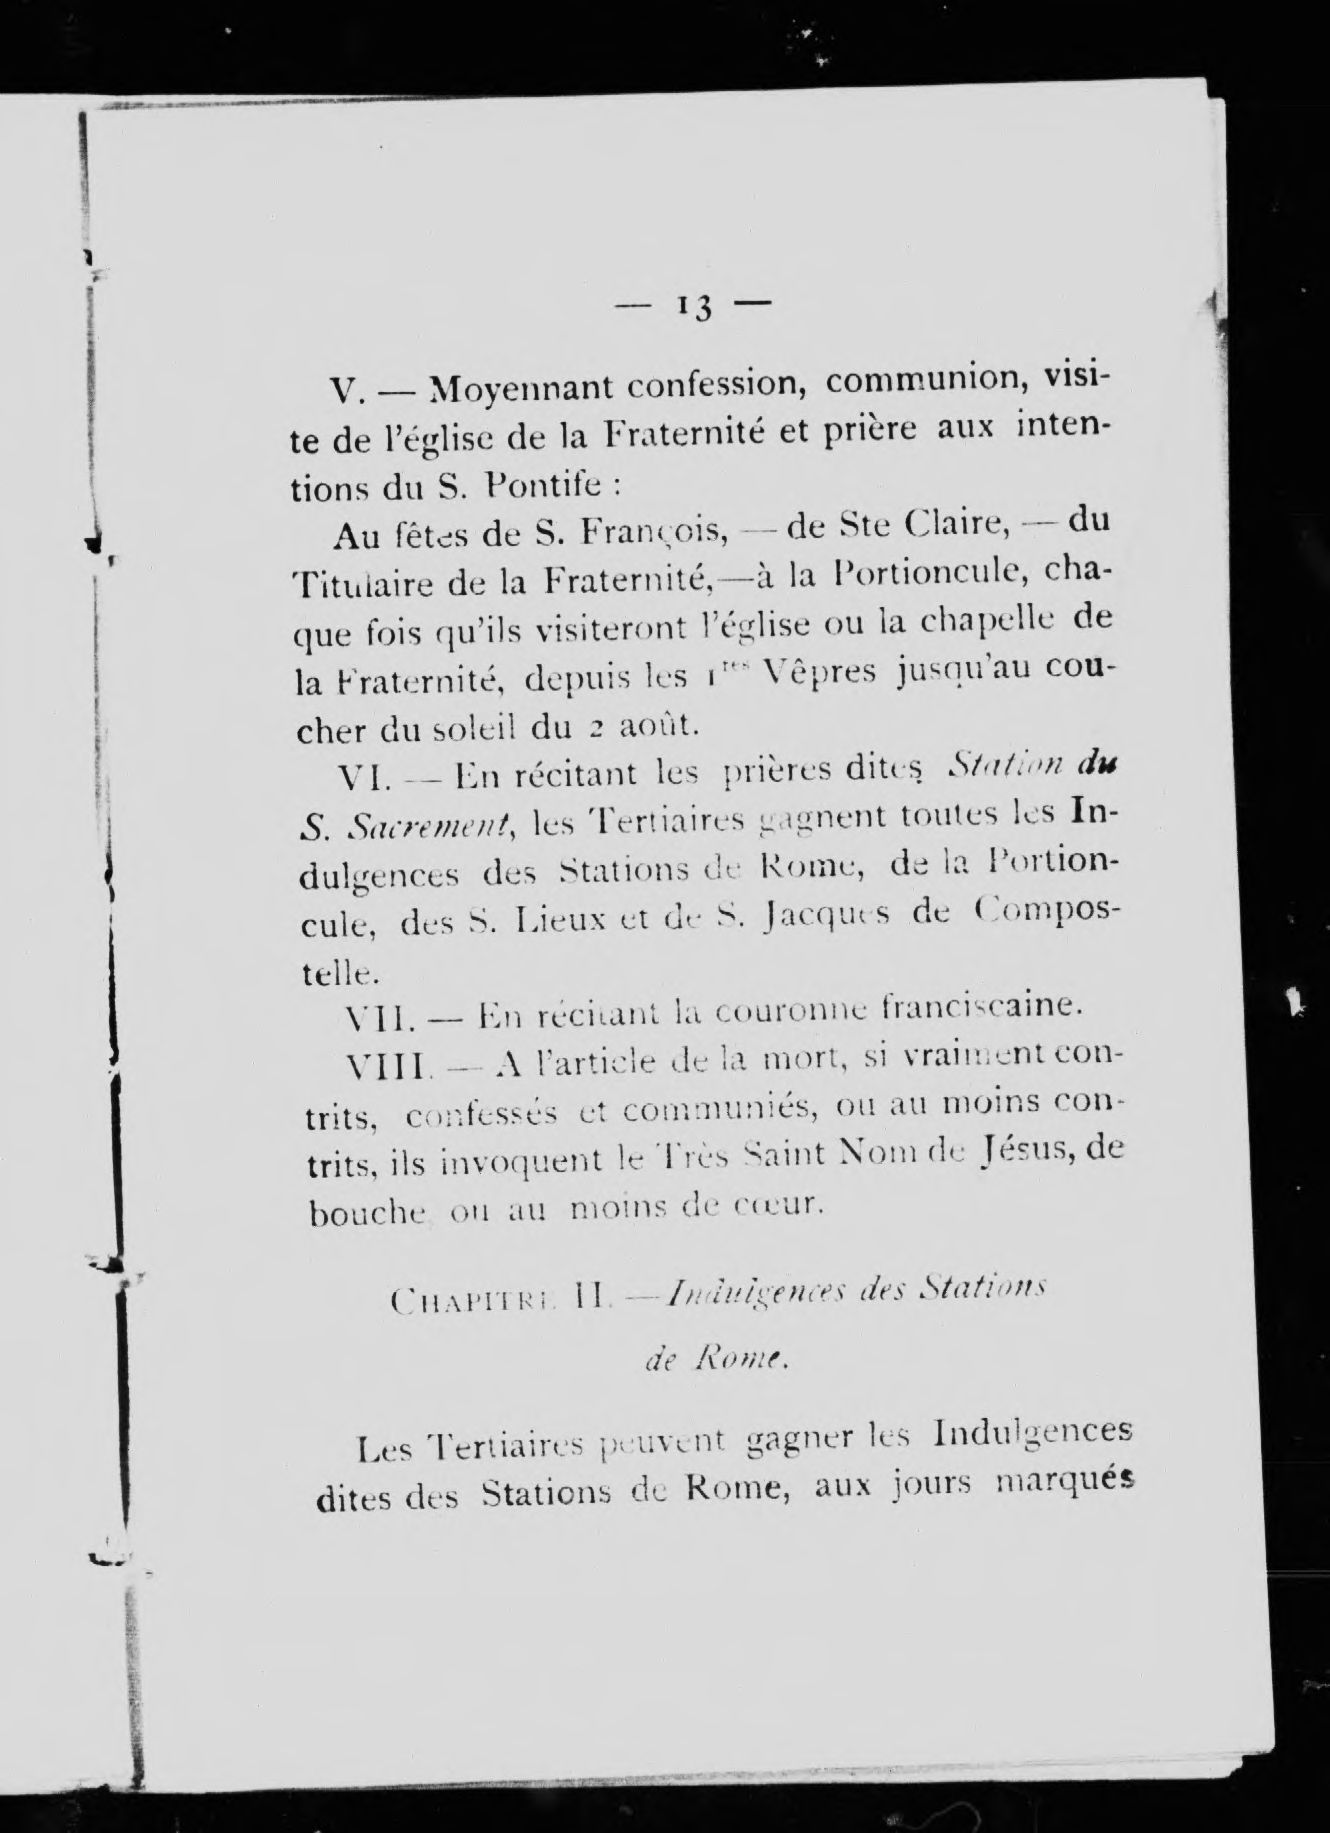 — 13 —
V. — Moyennant confession, communion, visi-
te de l'église de la Fraternité et prière aux inten-
tions du S. Pontife :
Au fêtes de S. François, — de Ste Claire, — du
Titulaire de la Fraternité,—à la Portioncule, cha-
que fois qu'ils visiteront l'église ou la chapelle de
la Fraternité, depuis les 1res Vêpres jusqu'au cou-
cher du soleil du 2 août.
VI. — En récitant les prières dites Station du
S. Sacrement, les Tertiaires gagnent toutes les In-
dulgences des Stations de Rome, de la Portion-
cule, des S. Lieux et de S. Jacques de Compos-
telle.
VII. — En récitant la couronne franciscaine.
VIII. — A l'article de la mort, si vraiment con-
trits, confessés et communiés, ou au moins con-
trits, ils invoquent le Très Saint Nom de Jésus, de
bouche ou au moins de cœur.
CHAPITRE II. — Indulgences des Stations
de Rome.
Les Tertiaires peuvent gagner les Indulgences
dites des Stations de Rome, aux jours marqués